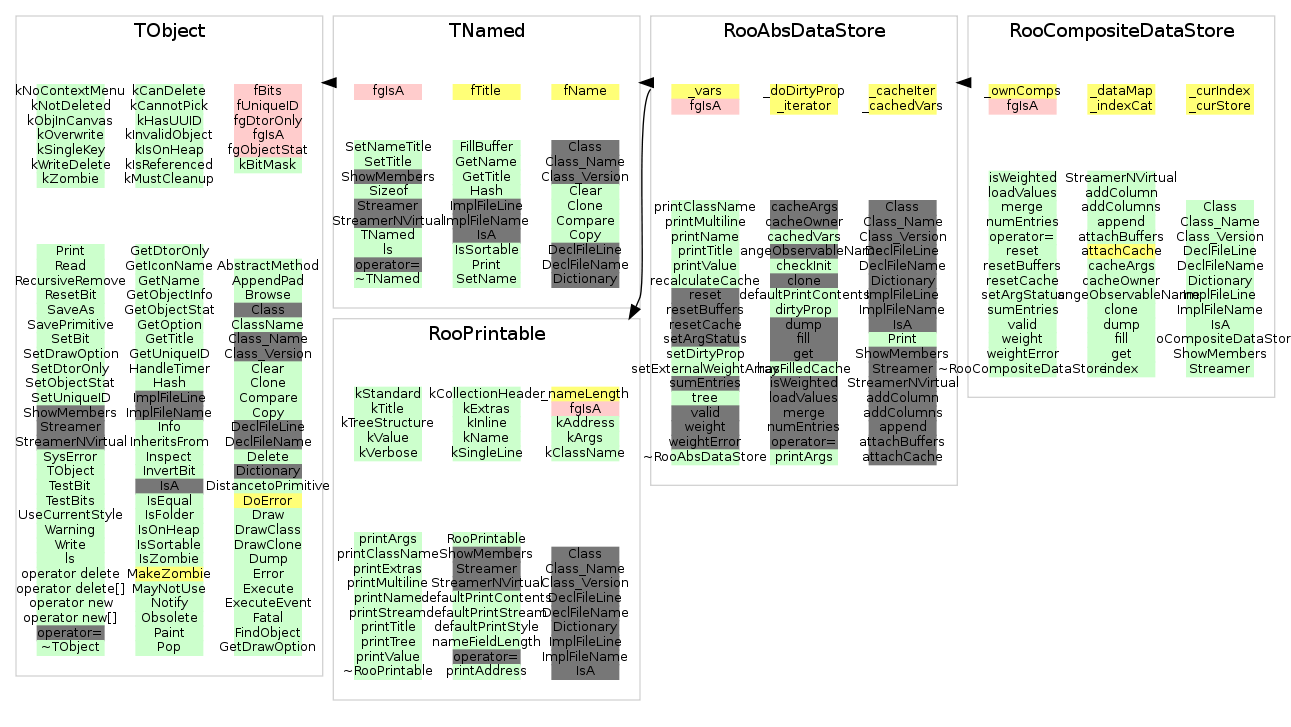 TObject
kNoContextMenu kCanDelete fBits
kNotDeleted kCannotPick fUniqueID
kObjInCanvas kHasUUID fgDtorOnly
kOverwrite kInvalidObject fgIsA
kSingleKey kIsOnHeap fgObjectStat
kWriteDelete kIsReferenced kBitMask
kZombie kMustCleanup
Print GetDtorOnly
Read GetIconName AbstractMethod
RecursiveRemove GetName AppendPad
ResetBit GetObjectInfo Browse
SaveAs GetObjectStat Class
SavePrimitive GetOption ClassName
SetBit GetTitle Class_Name
SetDrawOption GetUniqueID Class_Version
SetDtorOnly HandleTimer Clear
SetObjectStat Hash Clone
SetUniqueID ImplFileLine Compare
ShowMembers ImplFileName Copy
Streamer Info DeclFileLine
StreamerNVirtual InheritsFrom DeclFileName
SysError Inspect Delete
TObject InvertBit Dictionary
TestBit IsA DistancetoPrimitive
TestBits IsEqual DoError
UseCurrentStyle IsFolder Draw
Warning IsOnHeap DrawClass
Write IsSortable DrawClone
ls IsZombie Dump
operator delete MakeZombie Error
operator delete[] MayNotUse Execute
operator new Notify ExecuteEvent
operator new[] Obsolete Fatal
operator= Paint FindObject
~TObject Pop GetDrawOption
TNamed
fgIsA fTitle fName
SetNameTitle FillBuffer Class
SetTitle GetName Class_Name
ShowMembers GetTitle Class_Version
Sizeof Hash Clear
Streamer ImplFileLine Clone
StreamerNVirtual ImplFileName Compare
TNamed IsA Copy
ls IsSortable DeclFileLine
operator= Print DeclFileName
~TNamed SetName Dictionary
RooPrintable
kStandard kCollectionHeader _nameLength
kTitle kExtras fgIsA
kTreeStructure kInline kAddress
kValue kName kArgs
kVerbose kSingleLine kClassName
printArgs RooPrintable
printClassName ShowMembers Class
printExtras Streamer Class_Name
printMultiline StreamerNVirtual Class_Version
printName defaultPrintContents DeclFileLine
printStream defaultPrintStream DeclFileName
printTitle defaultPrintStyle Dictionary
printTree nameFieldLength ImplFileLine
printValue operator= ImplFileName
~RooPrintable printAddress IsA
RooAbsDataStore
_vars _doDirtyProp _cacheIter
fgIsA _iterator _cachedVars
printClassName cacheArgs Class
printMultiline cacheOwner Class_Name
printName cachedVars Class_Version
printTitle angeObservableName DeclFileLine
printValue checkInit DeclFileName
recalculateCache clone Dictionary
reset defaultPrintContents ImplFileLine
resetBuffers dirtyProp ImplFileName
resetCache dump IsA
setArgStatus fill Print
setDirtyProp get ShowMembers
setExternalWeightArray hasFilledCache Streamer
sumEntries isWeighted StreamerNVirtual
tree loadValues addColumn
valid merge addColumns
weight numEntries append
weightError operator= attachBuffers
~RooAbsDataStore printArgs attachCache
RooCompositeDataStore
_ownComps _dataMap _curIndex
fgIsA _indexCat _curStore
isWeighted StreamerNVirtual
loadValues addColumn
merge addColumns Class
numEntries append Class_Name
operator= attachBuffers Class_Version
reset attachCache DeclFileLine
resetBuffers cacheArgs DeclFileName
resetCache cacheOwner Dictionary
setArgStatus angeObservableName ImplFileLine
sumEntries clone ImplFileName
valid dump IsA
weight fill oCompositeDataStor
weightError get ShowMembers
~RooCompositeDataStore index Streamer